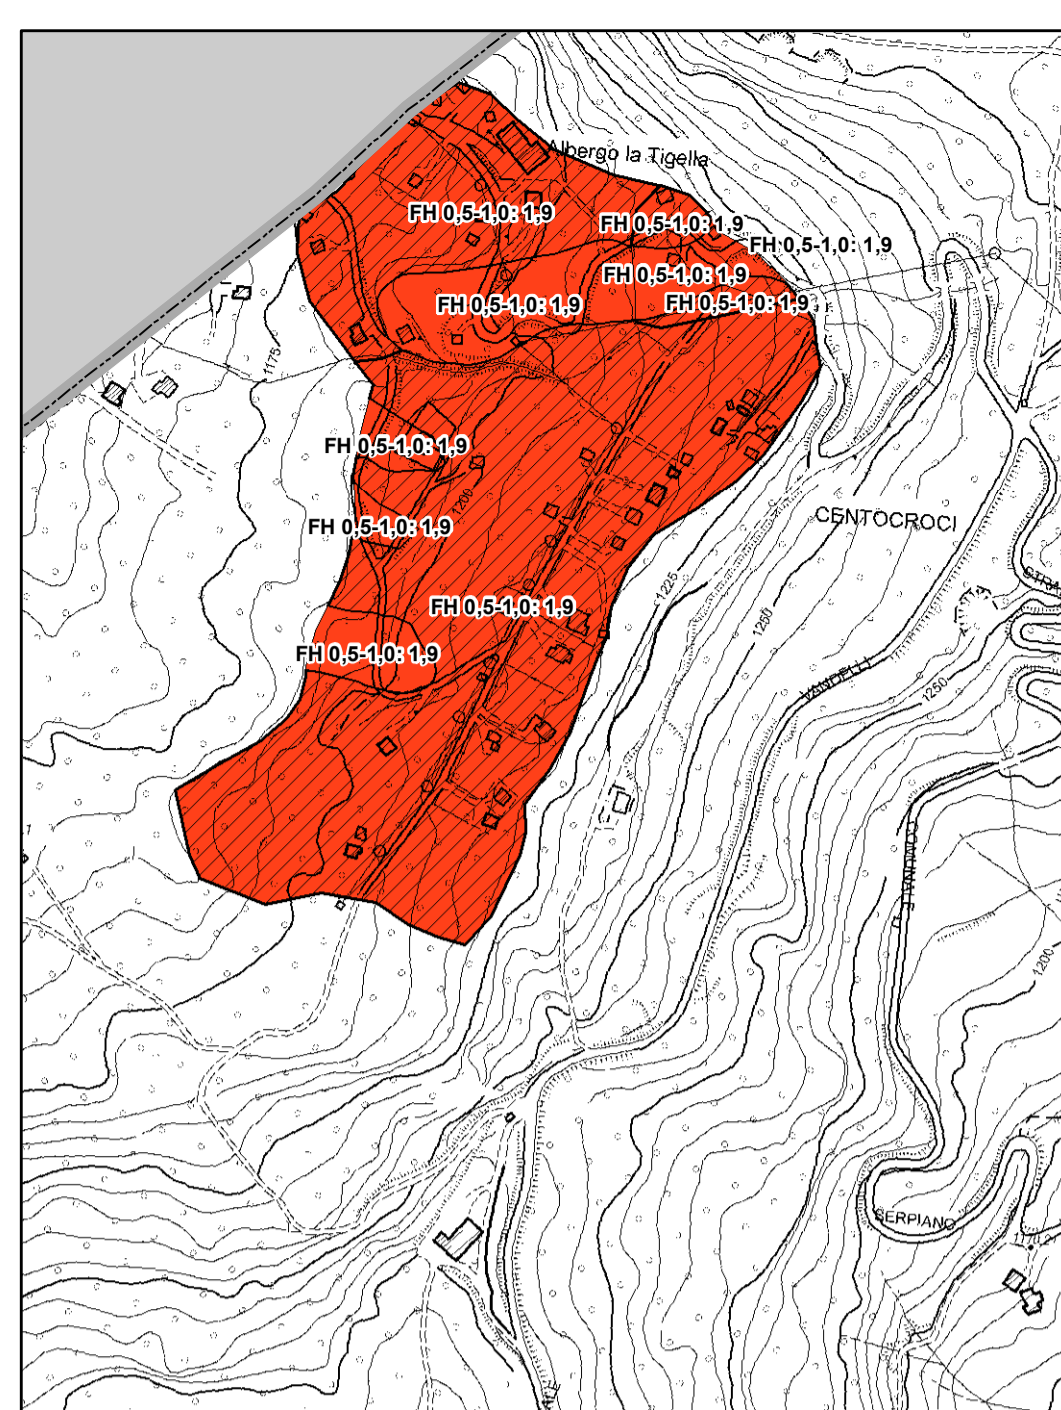 Albergo la Tigella
FH 0,5-1,0: 1,9
FH 0,5-1,0: 1,9
FH 0,5-1,0: 1,9
FH 0,5-1,0: 1,9
FH 0,5-1,0: 1,9
FH 0,5-1,0: 1,9
1175
FH 0,5-1,0: 1,9
1200
CENTOCROCI
FH 0,5-1,0: 1,9
STRA
1225
FH 0,5-1,0: 1,9
1250
FH 0,5-1,0: 1,9
VANDELLI
1250
COMUNALE
1200
SERPIANO